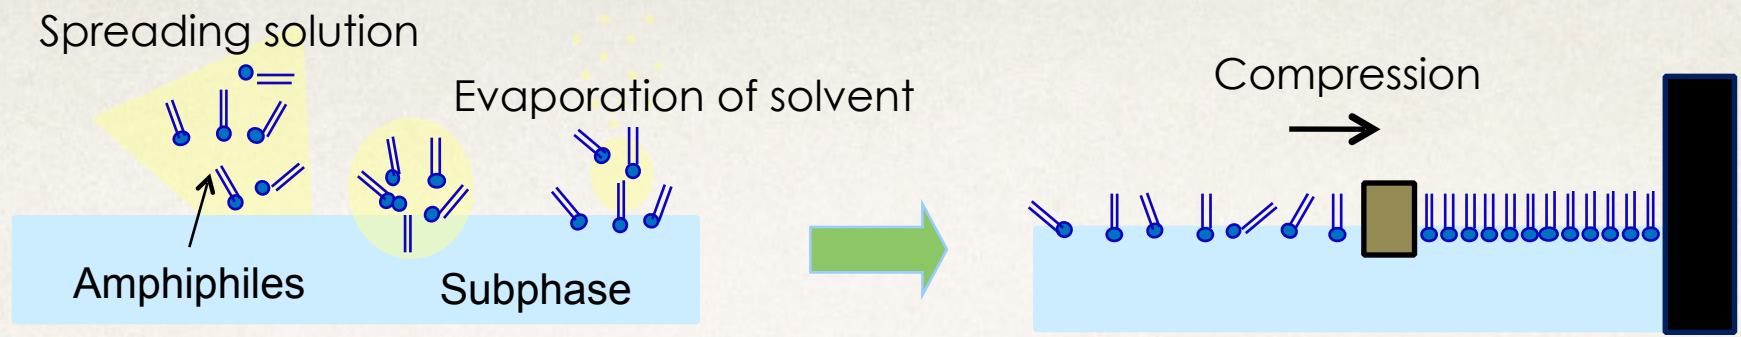 Spreading solution
Evaporation of solvent
Compression
Amphiphiles
Subphase